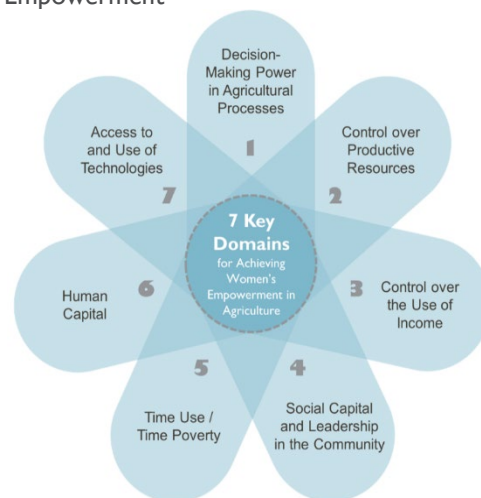 Empowerment
Decision-
Making Power
in Agricultural
Processes
1
Control over
Productive
Resources
2
Control over
the Use of
Income
3
Social Capital
and Leadership
in the Community
4
Time Use /
Time Poverty
5
Human
Capital
6
Access to
and Use of
Technologies
7
7 Key
Domains
for Achieving
Women's
Empowerment in
Agriculture